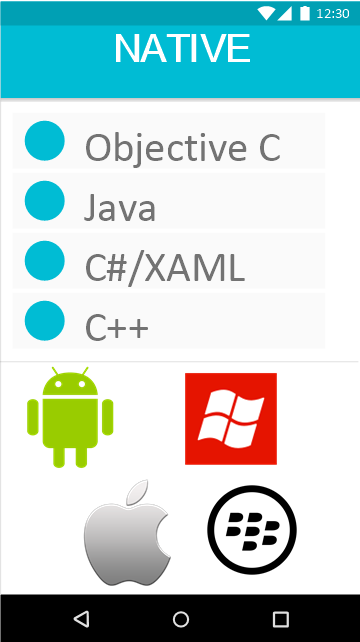 12:30
NATIVE
Objective C
Java
C#/XAML
C++